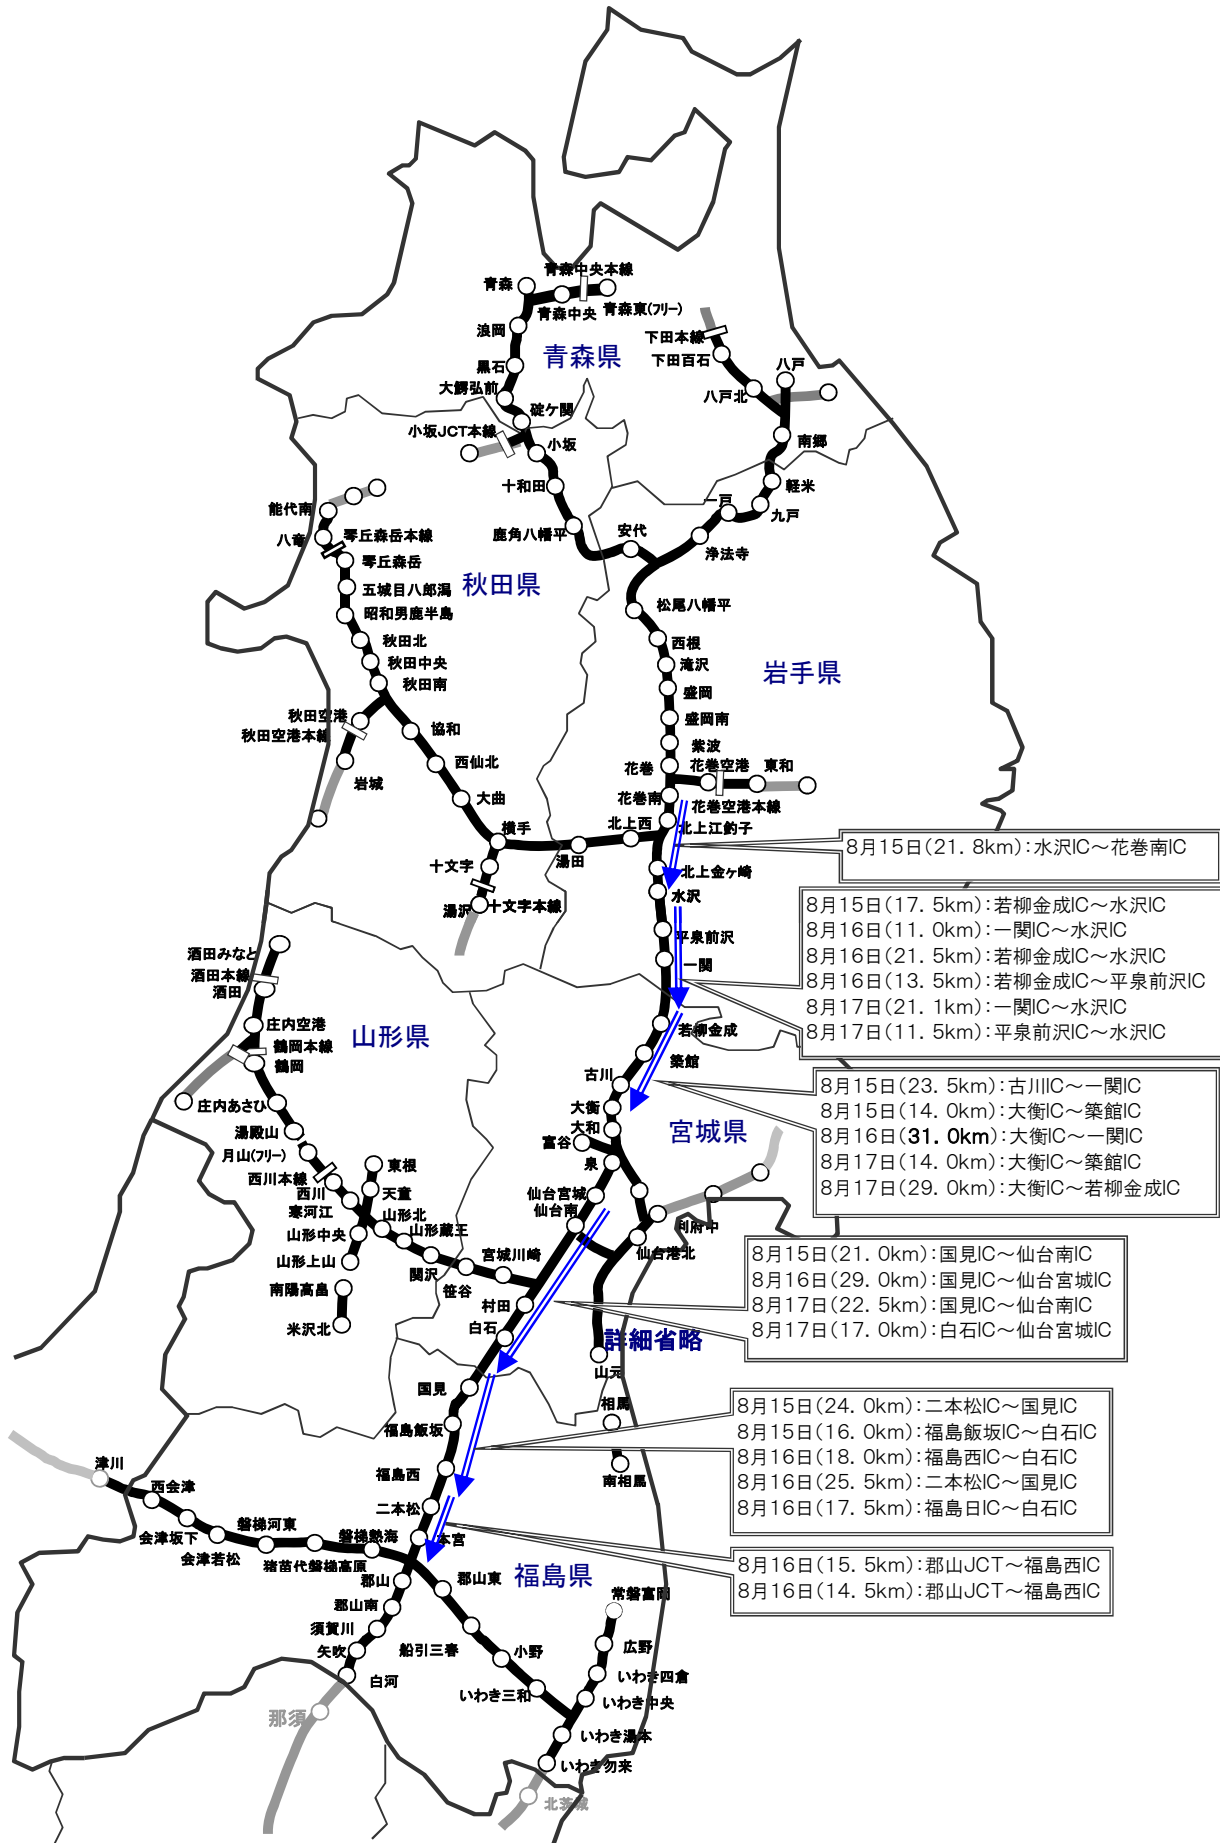 青森中央本線
青森
青森中央
青森東(フリー)
浪岡
青森県
下田本線
下田百石
黒石
八戸
大鰐弘前
八戸北
碇ケ関
小坂JCT本線
小坂
南郷
十和田
軽米
一戸
能代南
九戸
鹿角八幡平
安代
八竜
琴丘森岳本線
浄法寺
琴丘森岳
秋田県
五城目八郎潟
松尾八幡平
昭和男鹿半島
秋田北
西根
秋田中央
滝沢
岩手県
秋田南
盛岡
秋田空港
盛岡南
秋田空港本線
協和
紫波
西仙北
花巻
花巻空港
東和
岩城
大曲
花巻南
花巻空港本線
横手
北上西
北上江釣子
湯田
十文字
北上金ヶ崎
水沢
湯沢
十文字本線
平泉前沢
一関
8月15日(21.8km):水沢IC～花巻南IC
8月15日(17.5km):若柳金成IC～水沢IC
8月16日(11.0km):一関IC～水沢IC
8月16日(21.5km):若柳金成IC～水沢IC
8月16日(13.5km):若柳金成IC～平泉前沢IC
8月17日(21.1km):一関IC～水沢IC
8月17日(11.5km):平泉前沢IC～水沢IC
酒田みなと
酒田本線
酒田
庄内空港
山形県
若柳金成
鶴岡本線
鶴岡
築館
古川
庄内あさひ
大衡
大和
宮城県
湯殿山
富谷
月山(フリー)
泉
8月15日(23.5km):古川IC～一関IC
8月15日(14.0km):大衡IC～築館IC
8月16日(31.0km):大衡IC～一関IC
8月17日(14.0km):大衡IC～築館IC
8月17日(29.0km):大衡IC～若柳金成IC
東根
西川本線
西川
天童
仙台宮城
寒河江
山形北
仙台南
利府中
山形中央
山形蔵王
仙台港北
山形上山
関沢
宮城川崎
南陽高畠
笹谷
村田
米沢北
白石
詳細省略
8月15日(21.0km):国見IC～仙台南IC
8月16日(29.0km):国見IC～仙台宮城IC
8月17日(22.5km):国見IC～仙台南IC
8月17日(17.0km):白石IC～仙台宮城IC
山元
国見
相馬
福島飯坂
福島西
南相馬
8月15日(24.0km):二本松IC～国見IC
8月15日(16.0km):福島飯坂IC～白石IC
8月16日(18.0km):福島西IC～白石IC
8月16日(25.5km):二本松IC～国見IC
8月16日(17.5km):福島日IC～白石IC
津川
西会津
二本松
会津坂下
磐梯河東
磐梯熱海
本宮
会津若松
猪苗代磐梯高原
福島県
8月16日(15.5km):郡山JCT～福島西IC
8月16日(14.5km):郡山JCT～福島西IC
郡山
郡山東
常磐富岡
郡山南
須賀川
船引三春
小野
広野
矢吹
白河
いわき三和
いわき四倉
いわき中央
那須
いわき湯本
いわき勿来
北茨城